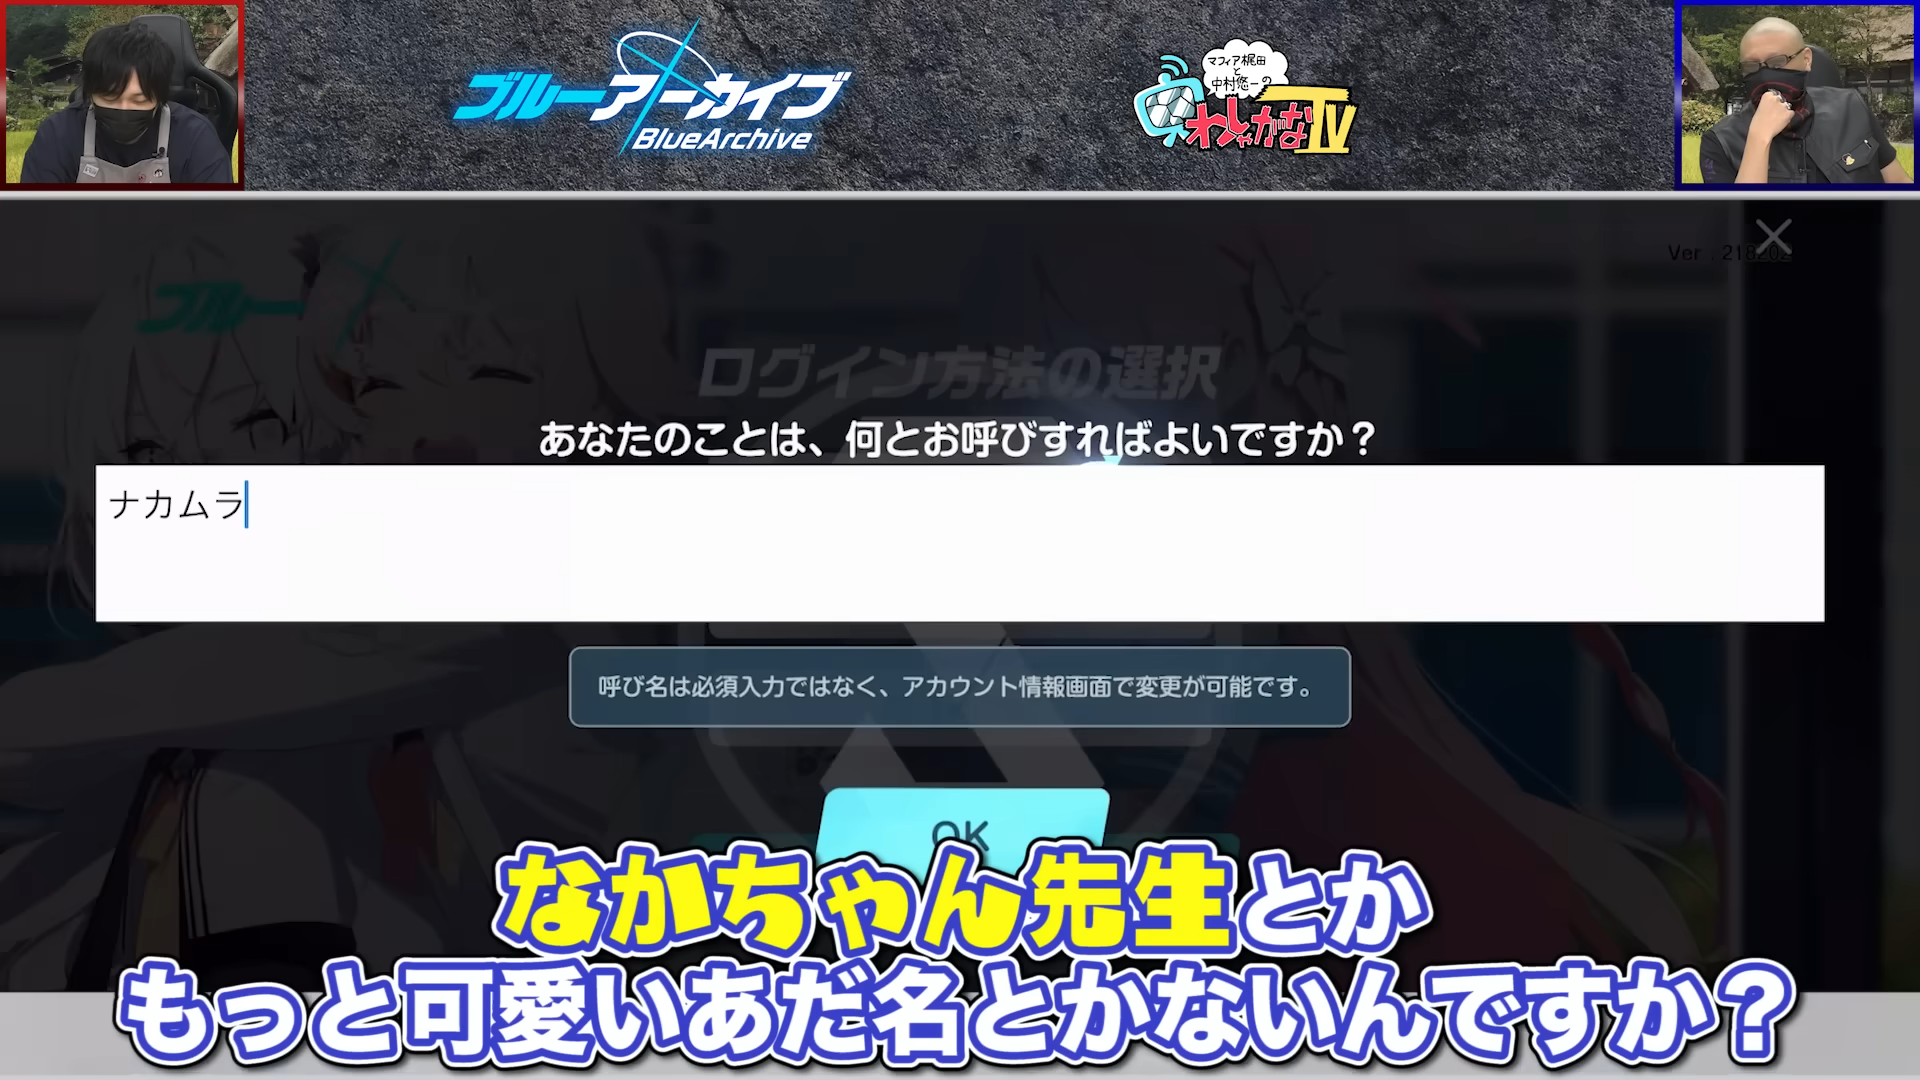 ブルーアーカイブ
BlueArchive
マフィア梶田
と
中村悠一の
わしゃがなTV
Ver : 218202
ブルー
ログイン方法の選択
あなたのことは、何とお呼びすればよいですか？
ナカムラ
呼び名は必須入力ではなく、アカウント情報画面で変更が可能です。
OK
なかちゃん先生とか
もっと可愛いあだ名とかないんですか？